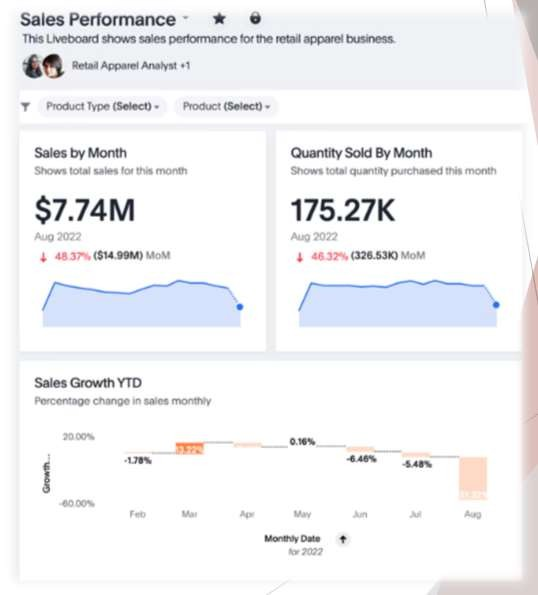 Sales Performance
This Liveboard shows sales performance for the retail apparel business.
Retail Apparel Analyst +1
Product Type (Select)
Product (Select)
Sales by Month
Shows total sales for this month
$7.74M
Aug 2022
↓ 48.37% ($14.99M) MoM
Quantity Sold By Month
Shows total quantity purchased this month
175.27K
Aug 2022
↓ 46.32% (326.53K) MoM
Sales Growth YTD
Percentage change in sales monthly
20.00%
-60.00%
Growth...
-1.78%
13.22%
0.16%
-6.46%
-5.48%
Feb Mar Apr May Jun Jul Aug
Monthly Date ↑
for 2022